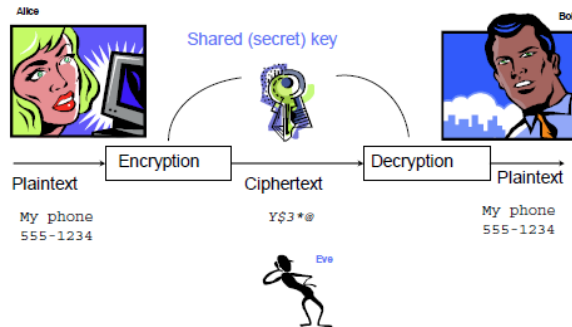 Alice
Bob
Shared (secret) key
Encryption
Decryption
Plaintext
Ciphertext
Plaintext
My phone
555-1234
Y$3*@
My phone
555-1234
Eve